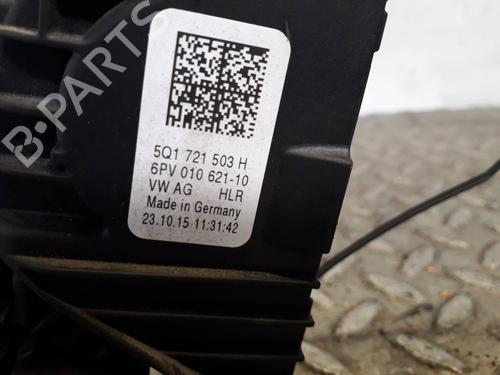 B-PARTS
5Q1 721 503 H
6PV 010 621-10
VW AG HLR
Made in Germany
23.10.15 11:31:42